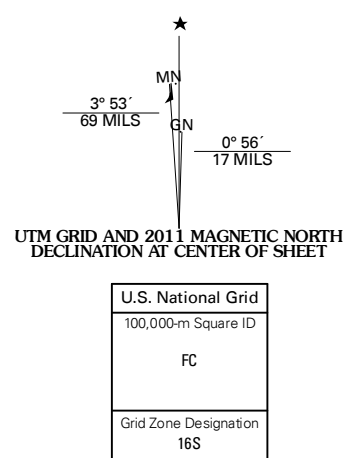 MN
3° 53´
69 MILS
GN
0° 56´
17 MILS
UTM GRID AND 2011 MAGNETIC NORTH
DECLINATION AT CENTER OF SHEET
U.S. National Grid
100,000-m Square ID
FC
Grid Zone Designation
16S